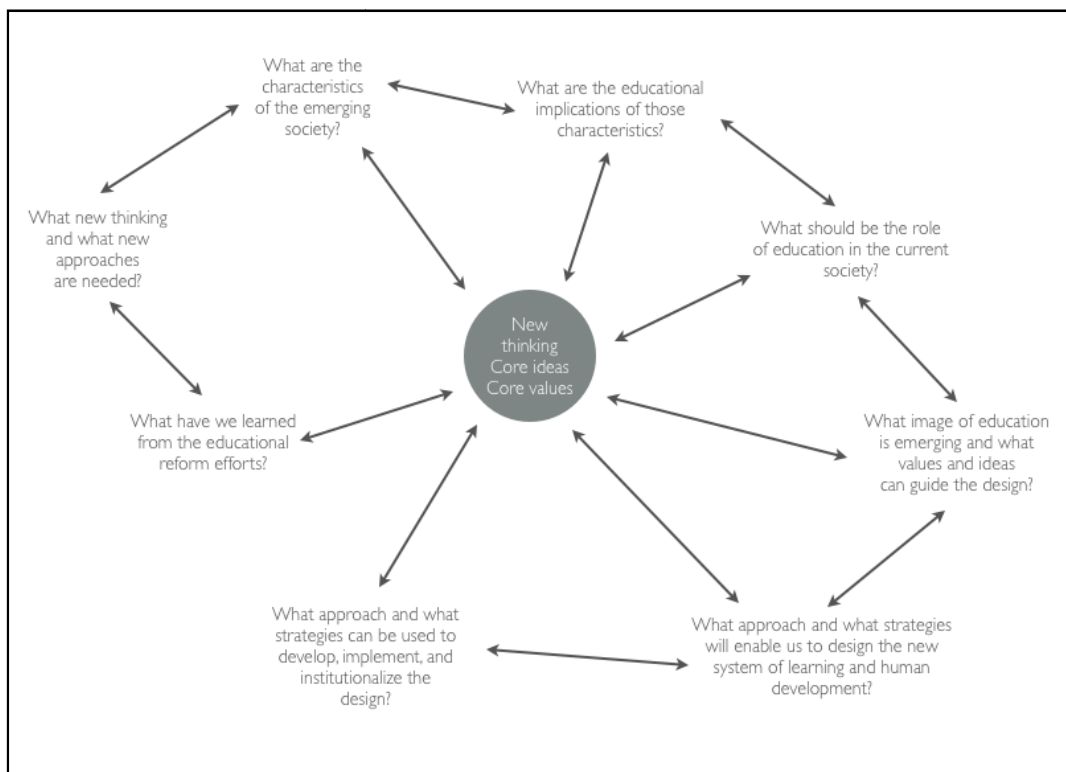 What are the
characteristics
of the emerging
society?
What are the educational
implications of those
characteristics?
What new thinking
and what new
approaches
are needed?
What should be the role
of education in the current
society?
New
thinking
Core ideas
Core values
What have we learned
from the educational
reform efforts?
What image of education
is emerging and what
values and ideas
can guide the design?
What approach and what
strategies can be used to
develop, implement, and
institutionalize the
design?
What approach and what strategies
will enable us to design the new
system of learning and human
development?